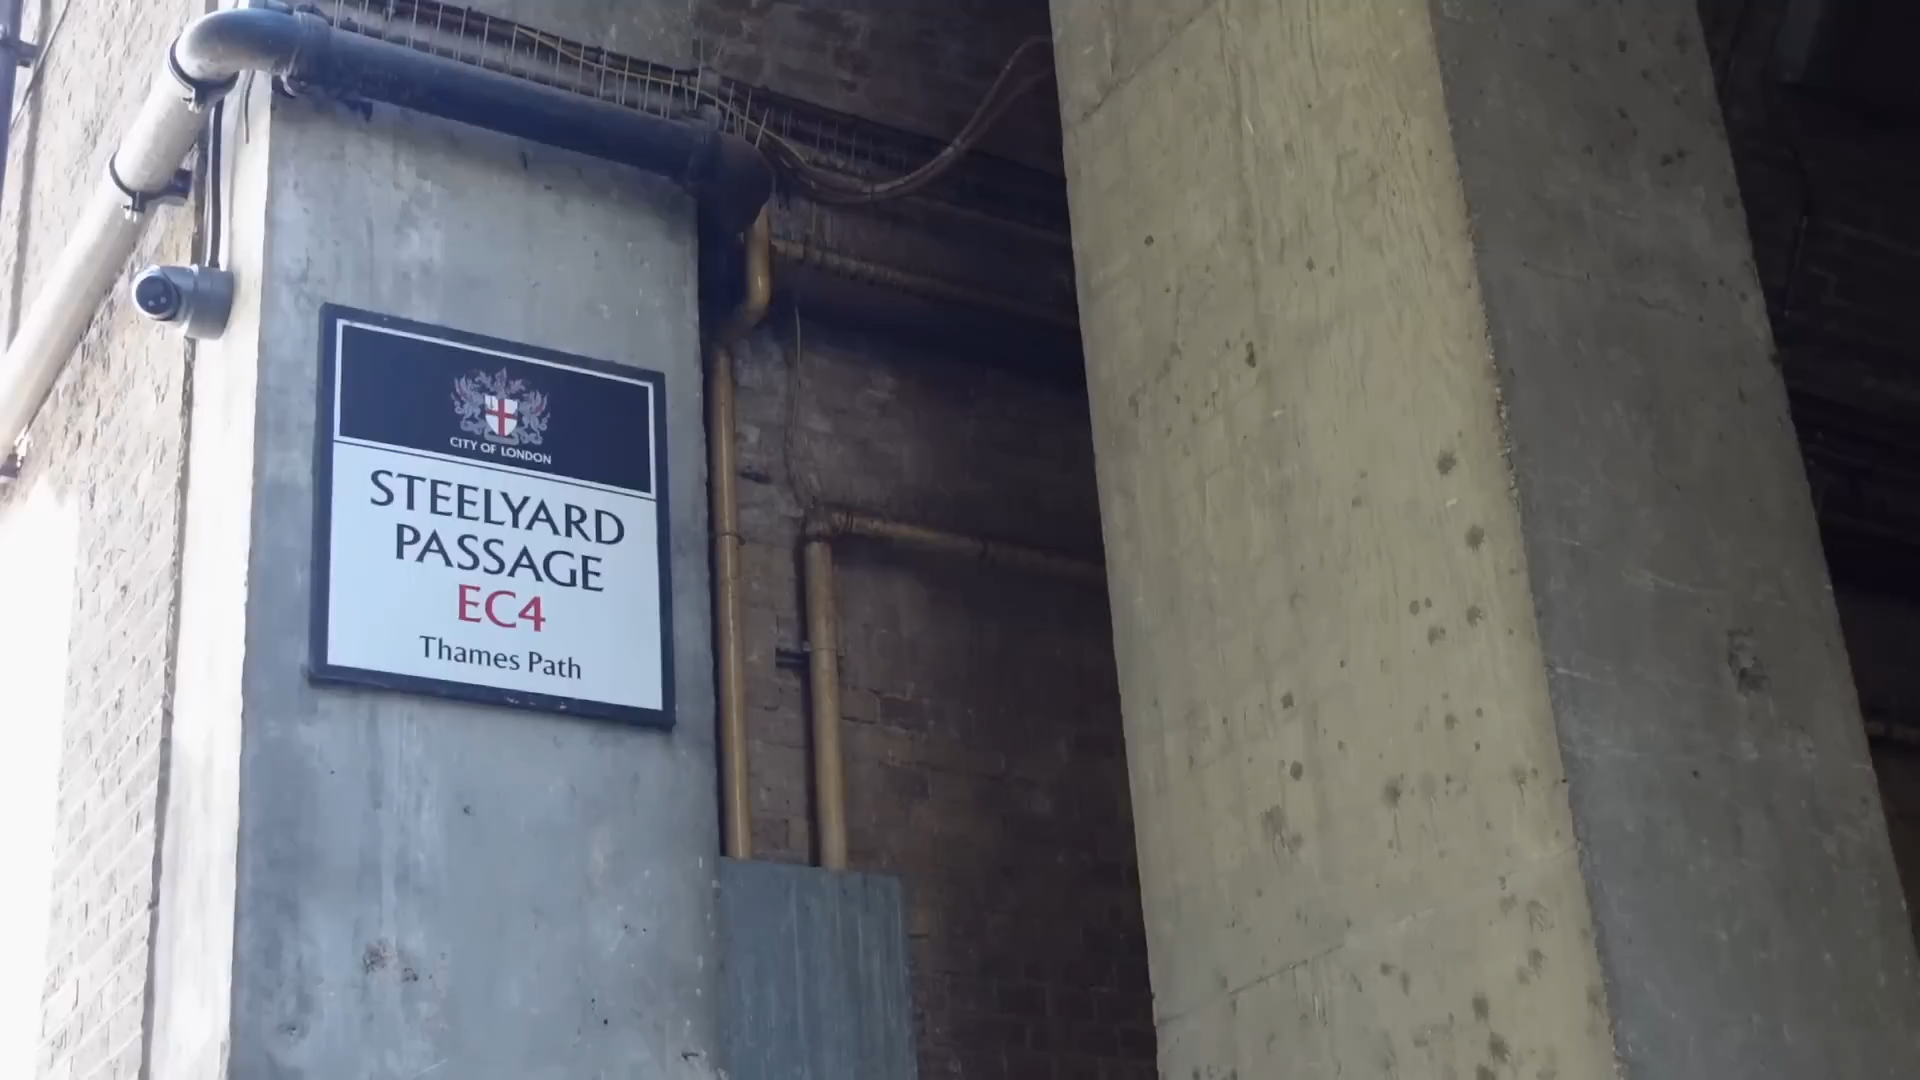 CITY OF LONDON
STEELYARD
PASSAGE
EC4
Thames Path